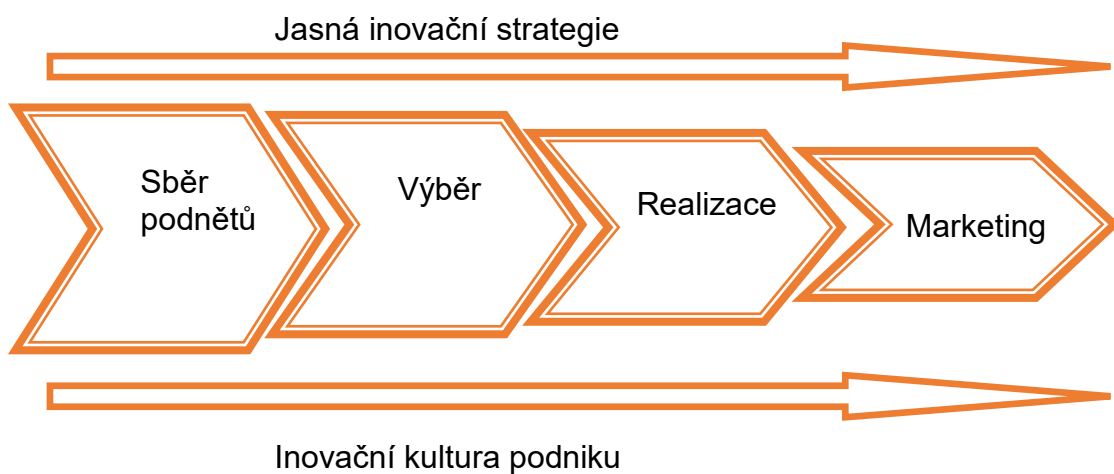 Jasná inovační strategie
Sběr
podnětů
Výběr
Realizace
Marketing
Inovační kultura podniku